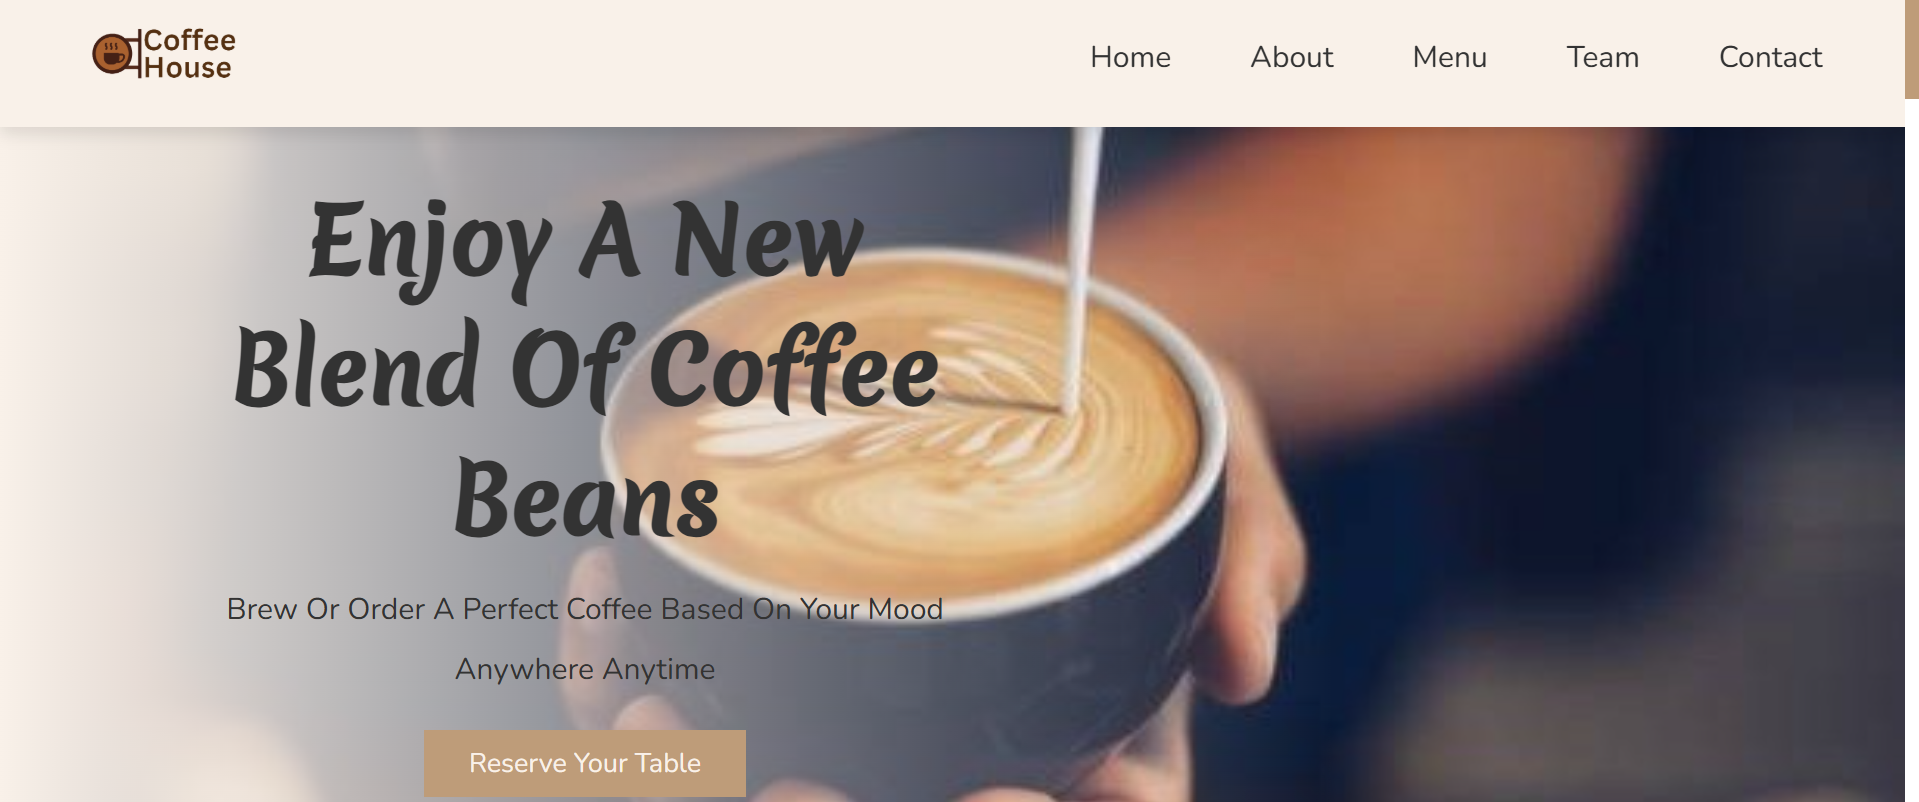 Coffee
House
Home About Menu Team Contact
Enjoy A New
Blend Of Coffee
Beans
Brew Or Order A Perfect Coffee Based On Your Mood
Anywhere Anytime
Reserve Your Table